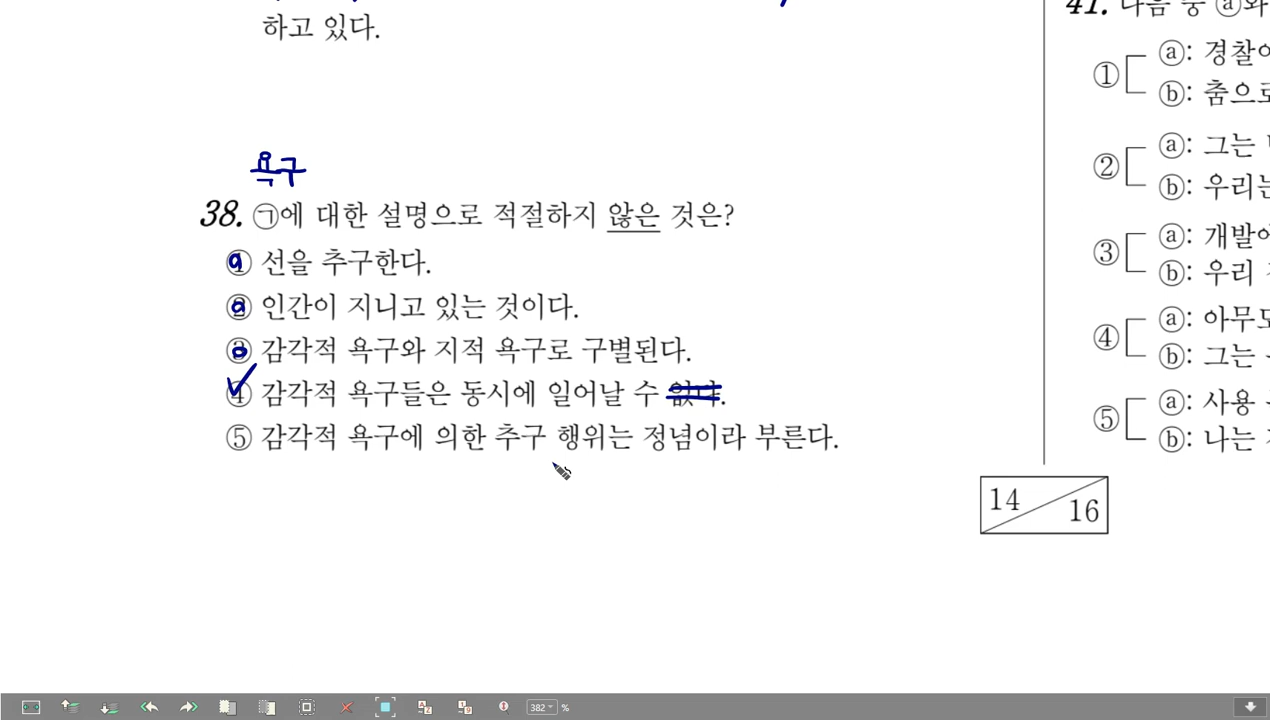 하고 있다.
욕구
38. ㉠에 대한 설명으로 적절하지 않은 것은?
① 선을 추구한다.
② 인간이 지니고 있는 것이다.
③ 감각적 욕구와 지적 욕구로 구별된다.
④ 감각적 욕구들은 동시에 일어날 수 없다.
⑤ 감각적 욕구에 의한 추구 행위는 정념이라 부른다.
41. 다음 중 ⓐ와
① ⓐ: 경찰이
ⓑ: 춤으로
② ⓐ: 그는
ⓑ: 우리는
③ ⓐ: 개발에
ⓑ: 우리
④ ⓐ: 아무도
ⓑ: 그는
⑤ ⓐ: 사용
ⓑ: 나는
14 16
382 %